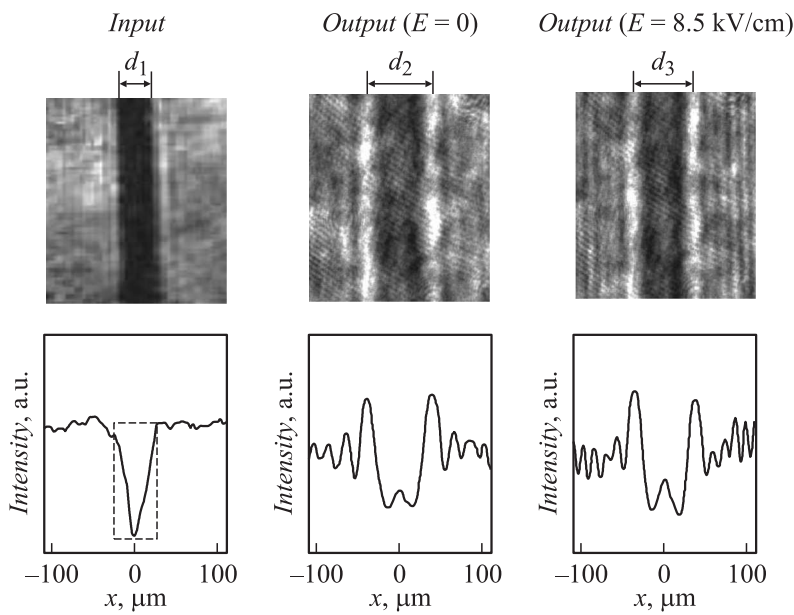 Input
Output (E = 0)
Output (E = 8.5 kV/cm)
d1
d2
d3
Intensity, a.u.
Intensity, a.u.
Intensity, a.u.
–100 0 100
–100 0 100
–100 0 100
x, μm
x, μm
x, μm